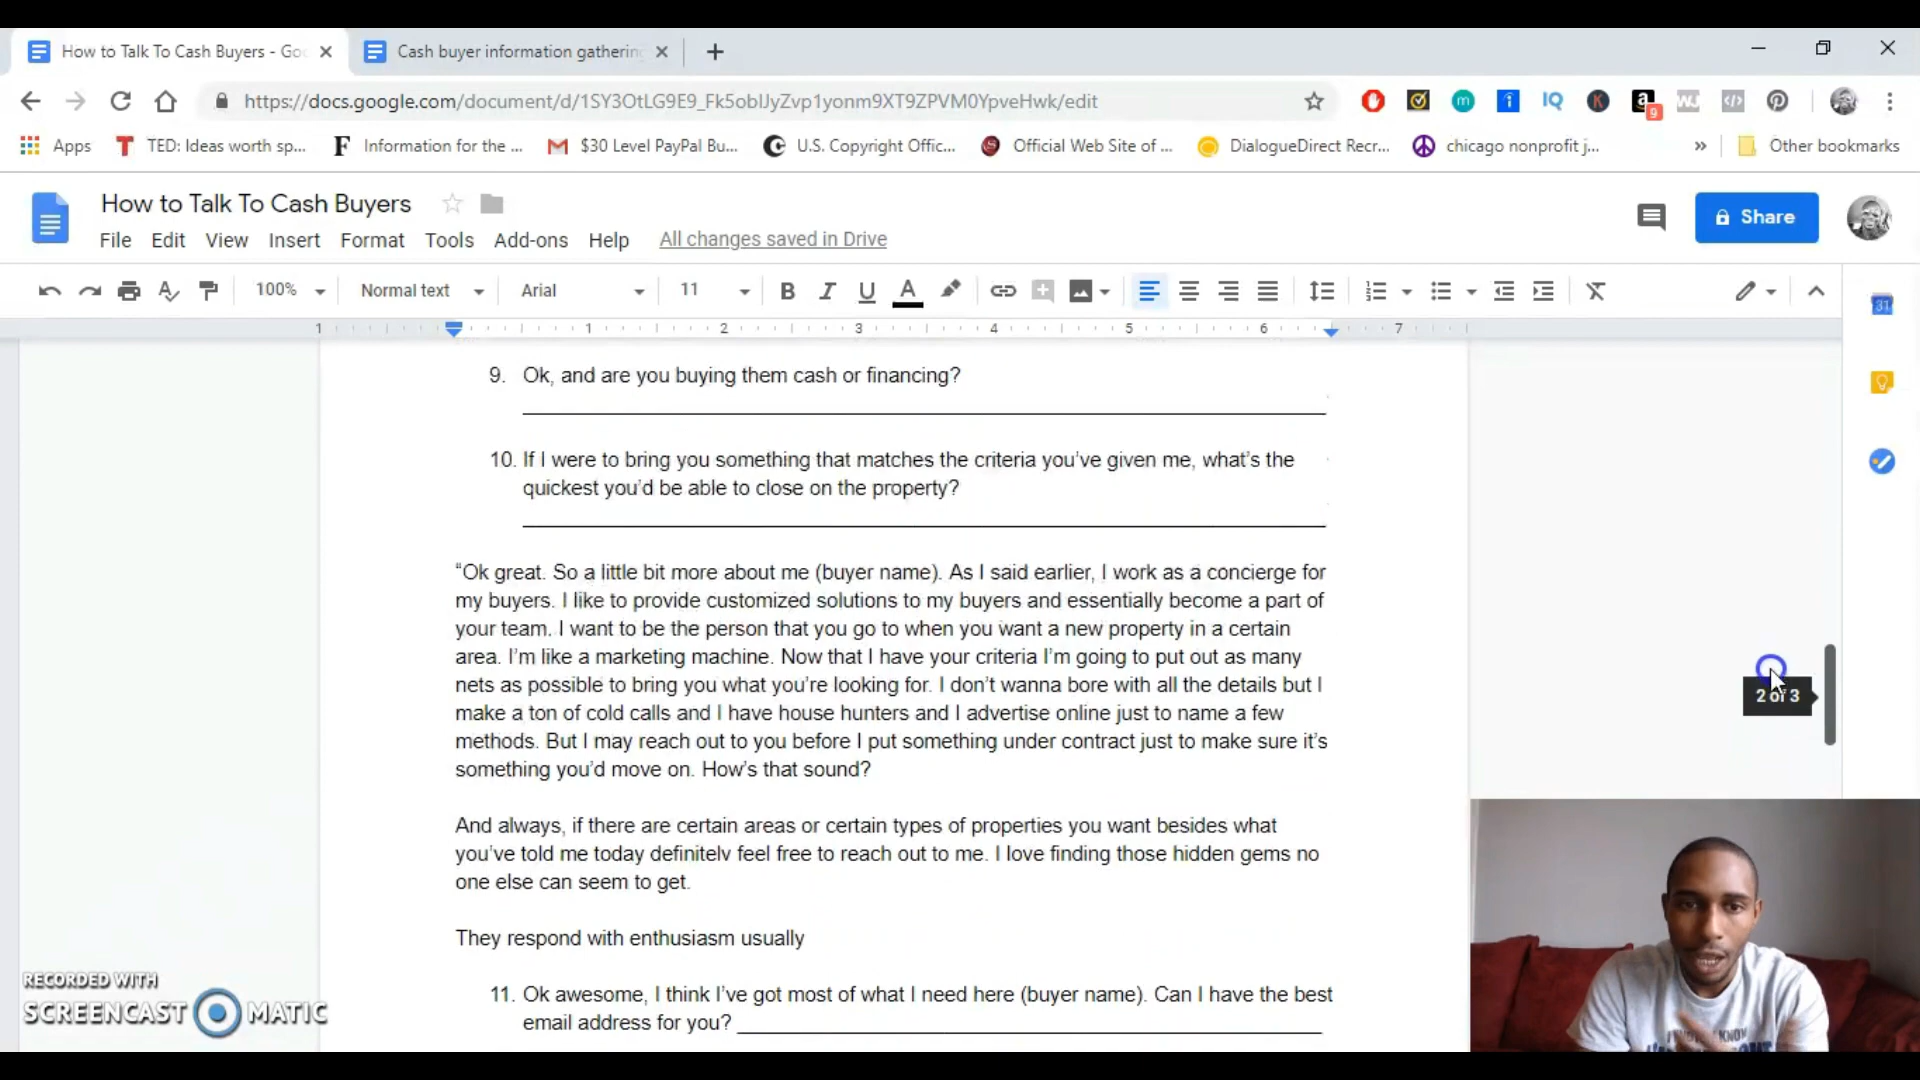 How to Talk To Cash Buyers - Goo
Cash buyer information gathering
https://docs.google.com/document/d/1SY3OtLG9E9_Fk5oblJyZvp1yonm9XT9ZPVM0YpveHwk/edit
Apps
TED: Ideas worth sp...
Information for the ...
$30 Level PayPal Bu...
U.S. Copyright Offic...
Official Web Site of ...
DialogueDirect Recr...
chicago nonprofit j...
»
Other bookmarks
How to Talk To Cash Buyers
Share
File Edit View Insert Format Tools Add-ons Help All changes saved in Drive
100% Normal text Arial 11
1 1 2 3 4 5 6 7
9. Ok, and are you buying them cash or financing?
10. If I were to bring you something that matches the criteria you’ve given me, what’s the
quickest you’d be able to close on the property?
“Ok great. So a little bit more about me (buyer name). As I said earlier, I work as a concierge for
my buyers. I like to provide customized solutions to my buyers and essentially become a part of
your team. I want to be the person that you go to when you want a new property in a certain
area. I’m like a marketing machine. Now that I have your criteria I’m going to put out as many
nets as possible to bring you what you’re looking for. I don’t wanna bore with all the details but I
make a ton of cold calls and I have house hunters and I advertise online just to name a few
methods. But I may reach out to you before I put something under contract just to make sure it’s
something you’d move on. How’s that sound?
And always, if there are certain areas or certain types of properties you want besides what
you’ve told me today definitely feel free to reach out to me. I love finding those hidden gems no
one else can seem to get.
They respond with enthusiasm usually
11. Ok awesome, I think I’ve got most of what I need here (buyer name). Can I have the best
email address for you?
2 of 3
RECORDED WITH
SCREENCAST MATIC